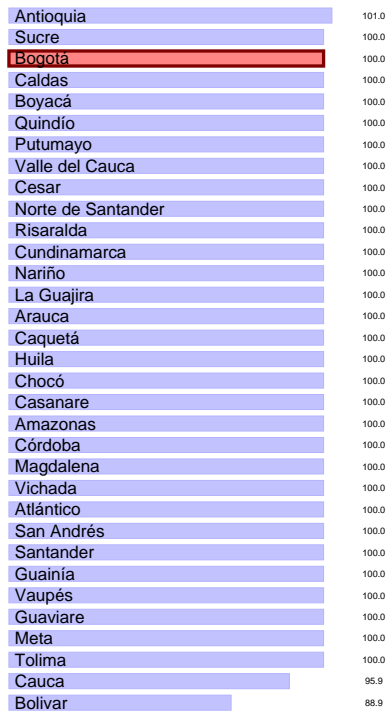 Antioquia 101.0
Sucre 100.0
Bogotá 100.0
Caldas 100.0
Boyacá 100.0
Quindío 100.0
Putumayo 100.0
Valle del Cauca 100.0
Cesar 100.0
Norte de Santander 100.0
Risaralda 100.0
Cundinamarca 100.0
Nariño 100.0
La Guajira 100.0
Arauca 100.0
Caquetá 100.0
Huila 100.0
Chocó 100.0
Casanare 100.0
Amazonas 100.0
Córdoba 100.0
Magdalena 100.0
Vichada 100.0
Atlántico 100.0
San Andrés 100.0
Santander 100.0
Guainía 100.0
Vaupés 100.0
Guaviare 100.0
Meta 100.0
Tolima 100.0
Cauca 95.9
Bolivar 88.9